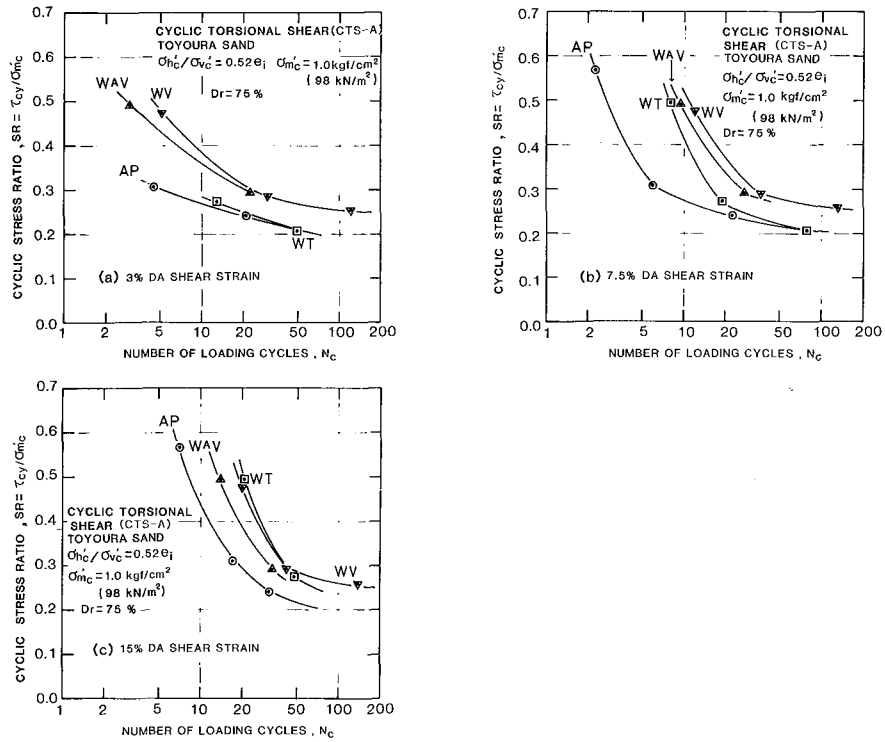 CYCLIC STRESS RATIO , SR= τcy/σ'mc
0.7
0.6
0.5
0.4
0.3
0.2
0.1
0.0
CYCLIC TORSIONAL SHEAR(CTS-A)
TOYOURA SAND
σ'hc/σ'vc=0.52ei σ'mc=1.0kgf/cm²
(98 kN/m²)
Dr=75 %
WAV
WV
AP
WT
(a) 3% DA SHEAR STRAIN
1 2 5 10 20 50 100 200
NUMBER OF LOADING CYCLES , Nc
CYCLIC STRESS RATIO , SR= τcy/σ'mc
0.7
0.6
0.5
0.4
0.3
0.2
0.1
0.0
CYCLIC TORSIONAL
SHEAR (CTS-A)
TOYOURA SAND
σ'hc/σ'vc=0.52ei
σ'mc=1.0 kgf/cm²
(98 kN/m²)
Dr=75 %
AP
WAV
WT
WV
(b) 7.5% DA SHEAR STRAIN
1 2 5 10 20 50 100 200
NUMBER OF LOADING CYCLES , Nc
CYCLIC STRESS RATIO , SR= τcy/σ'mc
0.7
0.6
0.5
0.4
0.3
0.2
0.1
0.0
AP
WAV
WT
WV
CYCLIC TORSIONAL
SHEAR (CTS-A)
TOYOURA SAND
σ'hc/σ'vc=0.52ei
σ'mc=1.0 kgf/cm²
(98 kN/m²)
Dr=75 %
(c) 15% DA SHEAR STRAIN
1 2 5 10 20 50 100 200
NUMBER OF LOADING CYCLES , Nc